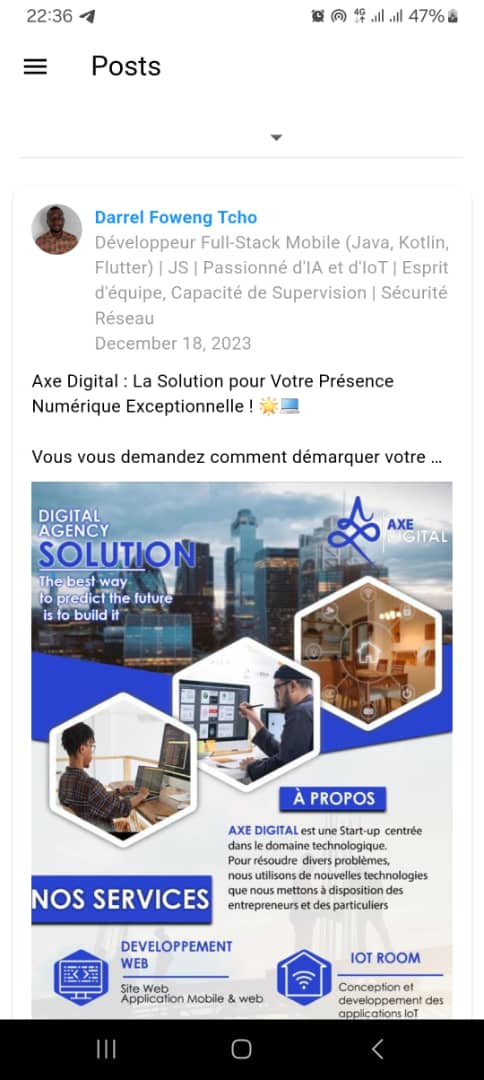 22:36
4G
47%
Posts
Darrel Foweng Tcho
Développeur Full-Stack Mobile (Java, Kotlin,
Flutter) | JS | Passionné d'IA et d'IoT | Esprit
d'équipe, Capacité de Supervision | Sécurité
Réseau
December 18, 2023
Axe Digital : La Solution pour Votre Présence
Numérique Exceptionnelle ! 🌟💻
Vous vous demandez comment démarquer votre ...
DIGITAL
AGENCY
SOLUTION
The best way
to predict the future
is to build it
AXE
DIGITAL
À PROPOS
AXE DIGITAL est une Start-up centrée
dans le domaine technologique.
Pour résoudre divers problèmes,
nous utilisons de nouvelles technologies
que nous mettons à disposition des
entrepreneurs et des particuliers
NOS SERVICES
DEVELOPPEMENT
WEB
Site Web
Application Mobile & web
IOT ROOM
Conception et
developpement des
applications IoT